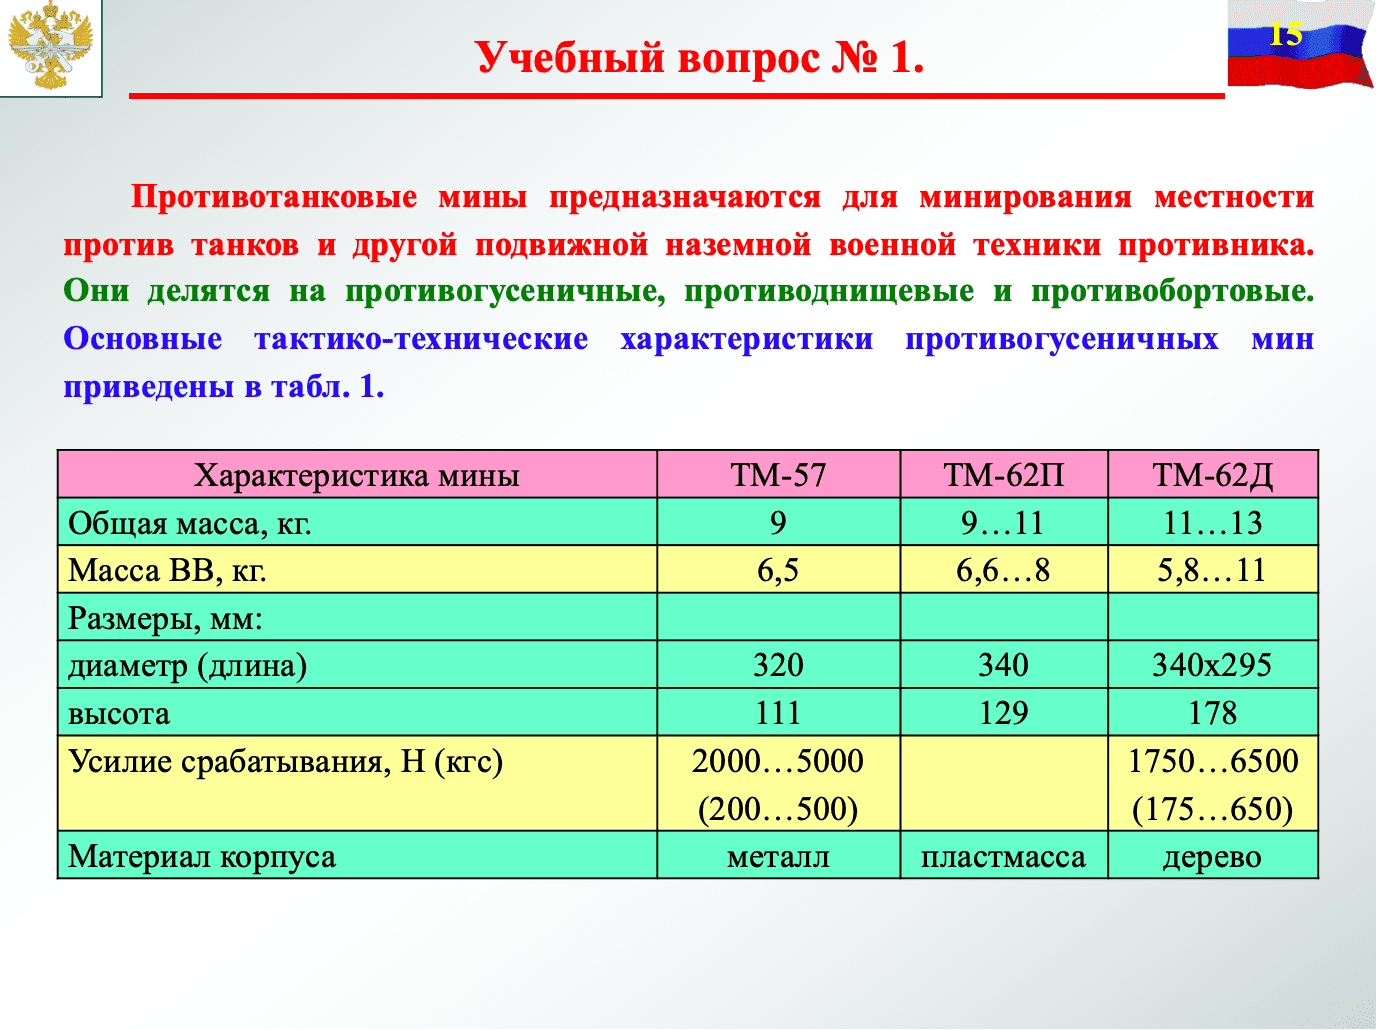 15
Учебный вопрос № 1.
Противотанковые мины предназначаются для минирования местности
против танков и другой подвижной наземной военной техники противника.
Они делятся на противогусеничные, противоднищевые и противобортовые.
Основные тактико-технические характеристики противогусеничных мин
приведены в табл. 1.
Характеристика мины ТМ-57 ТМ-62П ТМ-62Д
Общая масса, кг. 9 9…11 11…13
Масса ВВ, кг. 6,5 6,6…8 5,8…11
Размеры, мм:
диаметр (длина) 320 340 340х295
высота 111 129 178
Усилие срабатывания, Н (кгс) 2000…5000 1750…6500
(200…500) (175…650)
Материал корпуса металл пластмасса дерево